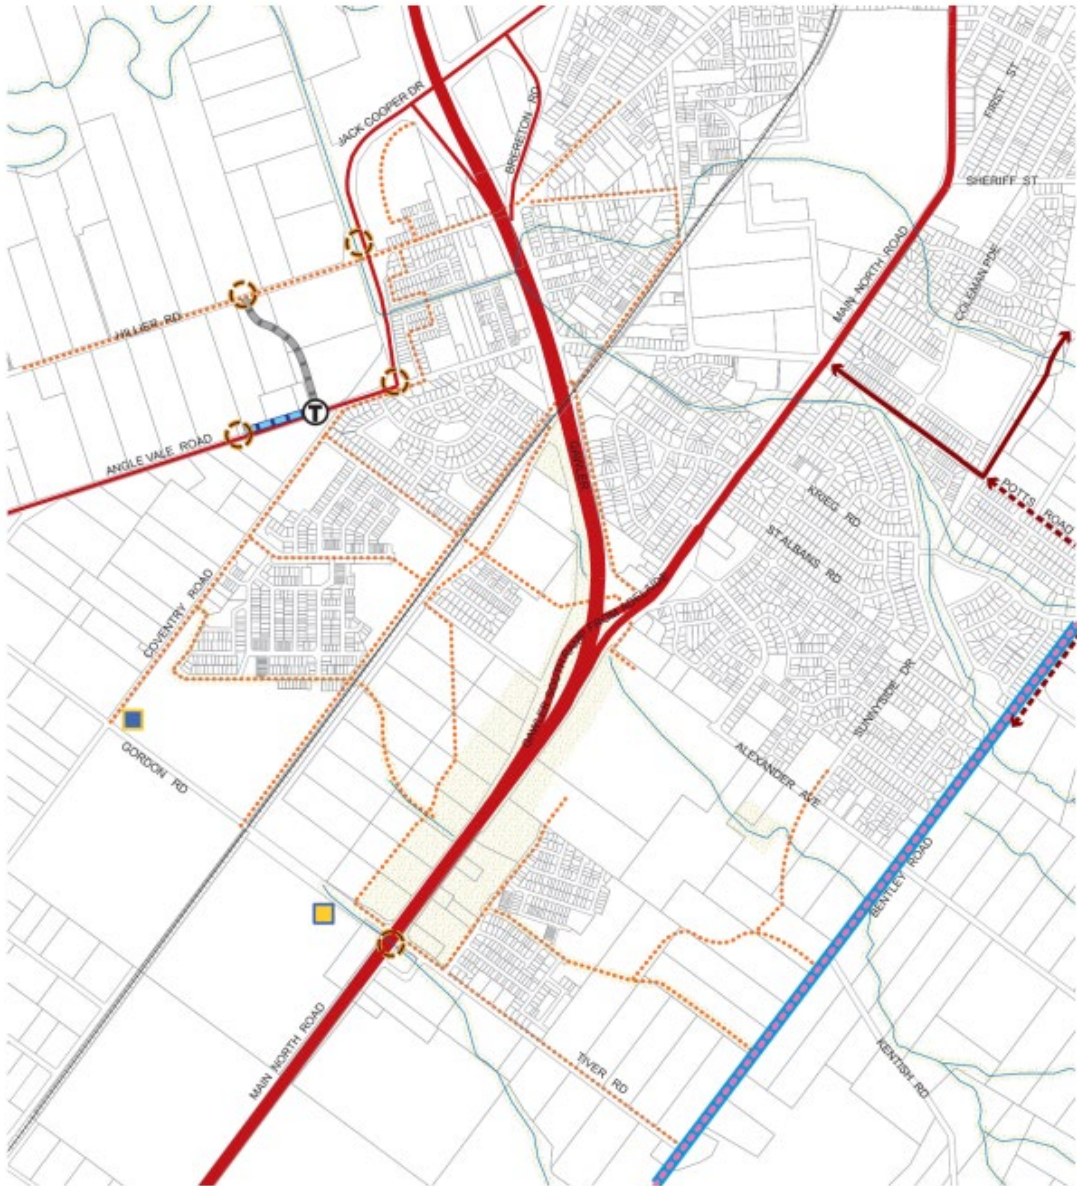 JACK COOPER DR
BRERETON RD
FIRST ST
SHERIFF ST
MAIN NORTH ROAD
COLEMAN PDE
HILLIER RD
T
ANGLE VALE ROAD
GAWLER
POTTS ROAD
KRIEG RD
ST ALBANS RD
COVENTRY ROAD
SUNNYSIDE DR
GORDON RD
ALEXANDER AVE
BENTLEY ROAD
MAIN NORTH ROAD
TIVER RD
KENTISH RD